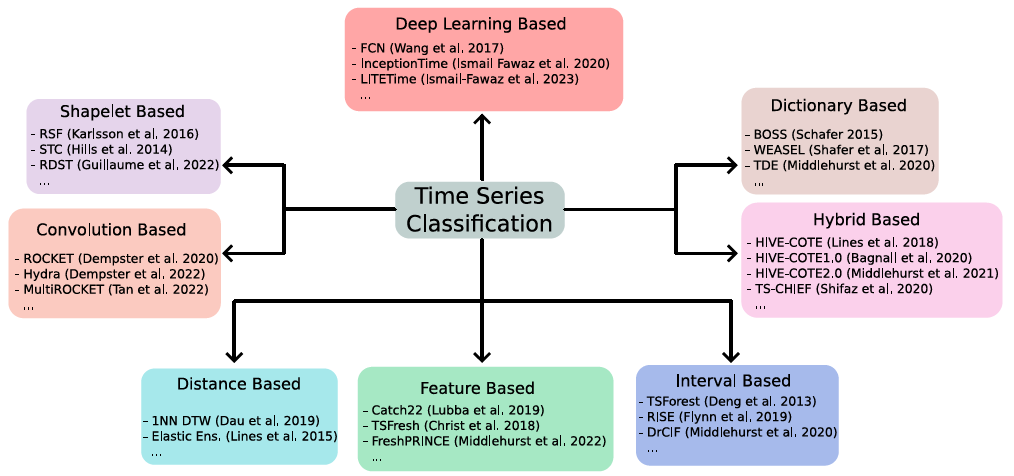 Deep Learning Based
- FCN (Wang et al. 2017)
- InceptionTime (Ismail Fawaz et al. 2020)
- LITETime (Ismail-Fawaz et al. 2023)
...
Shapelet Based
- RSF (Karlsson et al. 2016)
- STC (Hills et al. 2014)
- RDST (Guillaume et al. 2022)
...
Dictionary Based
- BOSS (Schafer 2015)
- WEASEL (Shafer et al. 2017)
- TDE (Middlehurst et al. 2020)
...
Time Series
Classification
Convolution Based
- ROCKET (Dempster et al. 2020)
- Hydra (Dempster et al. 2022)
- MultiROCKET (Tan et al. 2022)
...
Hybrid Based
- HIVE-COTE (Lines et al. 2018)
- HIVE-COTE1.0 (Bagnall et al. 2020)
- HIVE-COTE2.0 (Middlehurst et al. 2021)
- TS-CHIEF (Shifaz et al. 2020)
...
Distance Based
- 1NN DTW (Dau et al. 2019)
- Elastic Ens. (Lines et al. 2015)
...
Feature Based
- Catch22 (Lubba et al. 2019)
- TSFresh (Christ et al. 2018)
- FreshPRINCE (Middlehurst et al. 2022)
...
Interval Based
- TSForest (Deng et al. 2013)
- RISE (Flynn et al. 2019)
- DrCIF (Middlehurst et al. 2020)
...